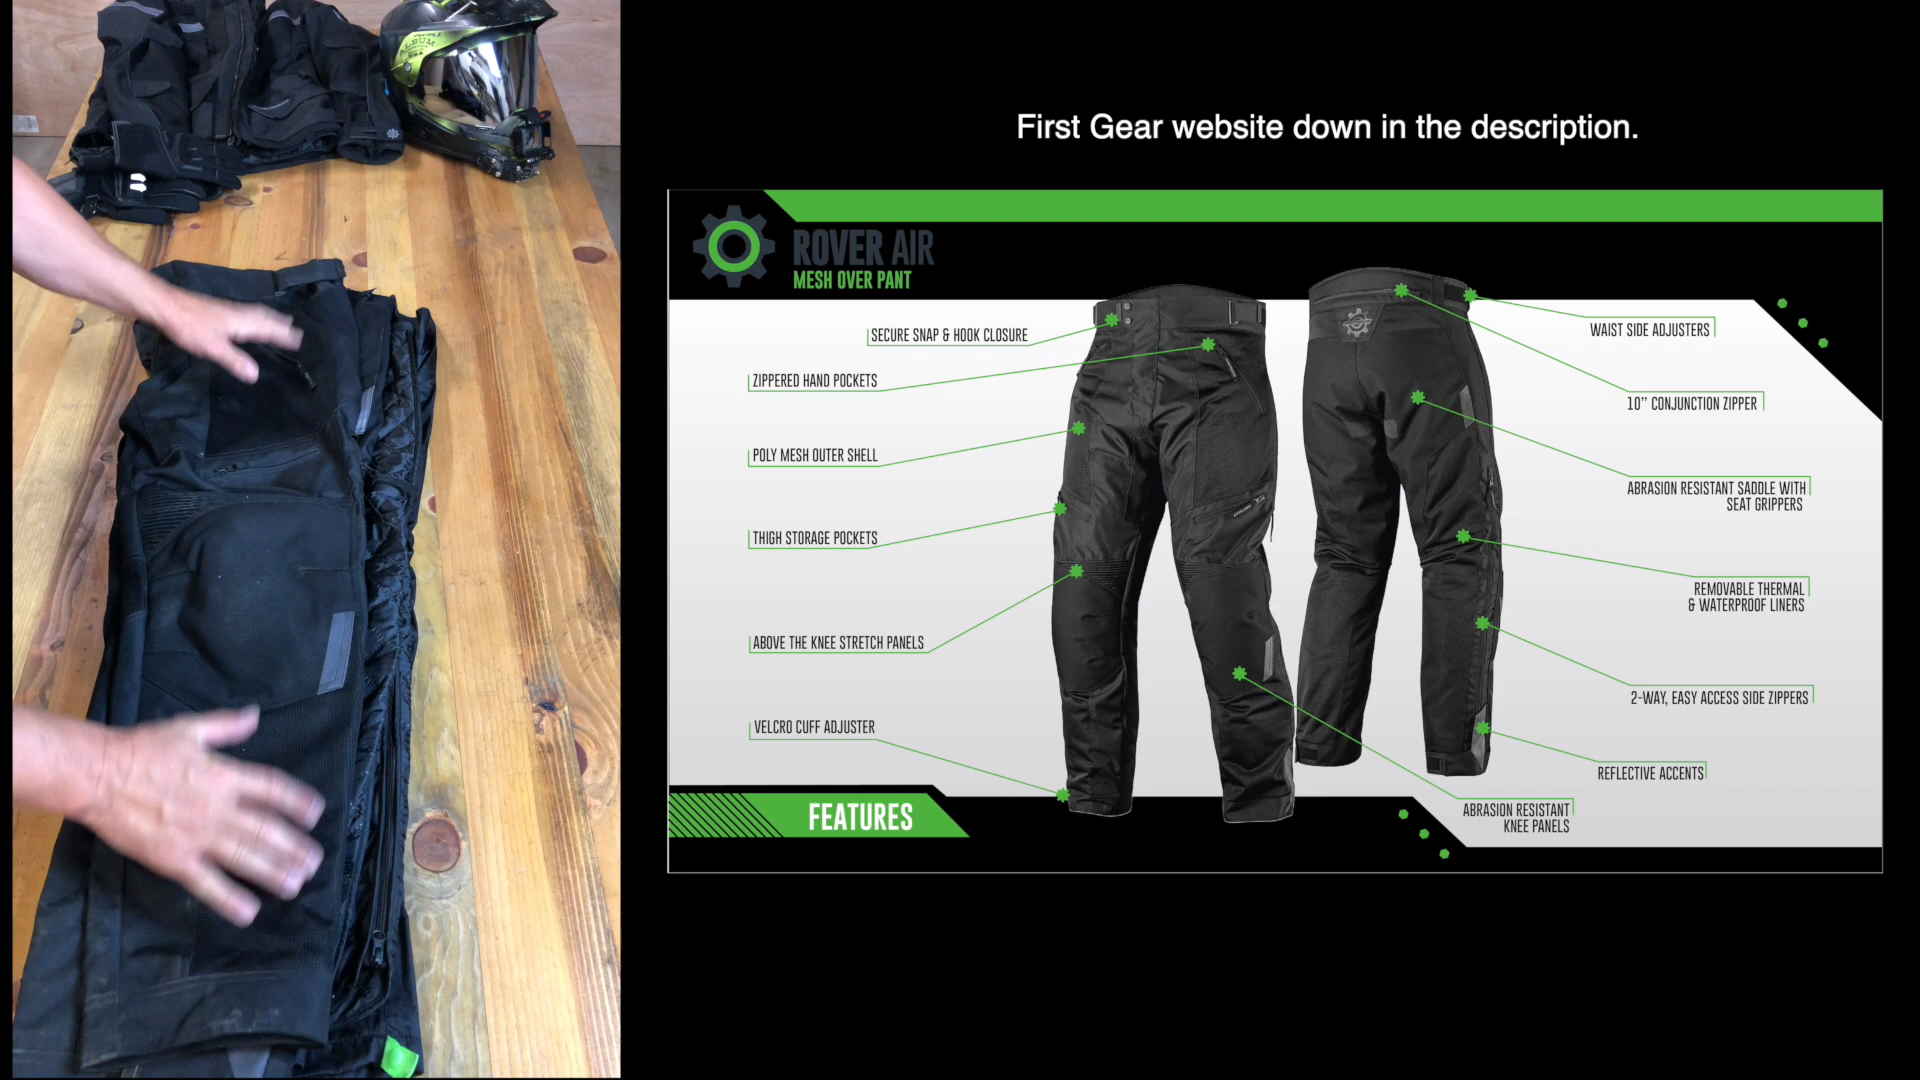 First Gear website down in the description.
ROVER AIR
MESH OVER PANT
SECURE SNAP & HOOK CLOSURE
ZIPPERED HAND POCKETS
POLY MESH OUTER SHELL
THIGH STORAGE POCKETS
ABOVE THE KNEE STRETCH PANELS
VELCRO CUFF ADJUSTER
WAIST SIDE ADJUSTERS
10” CONJUNCTION ZIPPER
ABRASION RESISTANT SADDLE WITH
SEAT GRIPPERS
REMOVABLE THERMAL
& WATERPROOF LINERS
2-WAY, EASY ACCESS SIDE ZIPPERS
REFLECTIVE ACCENTS
ABRASION RESISTANT
KNEE PANELS
FEATURES
ALBUM